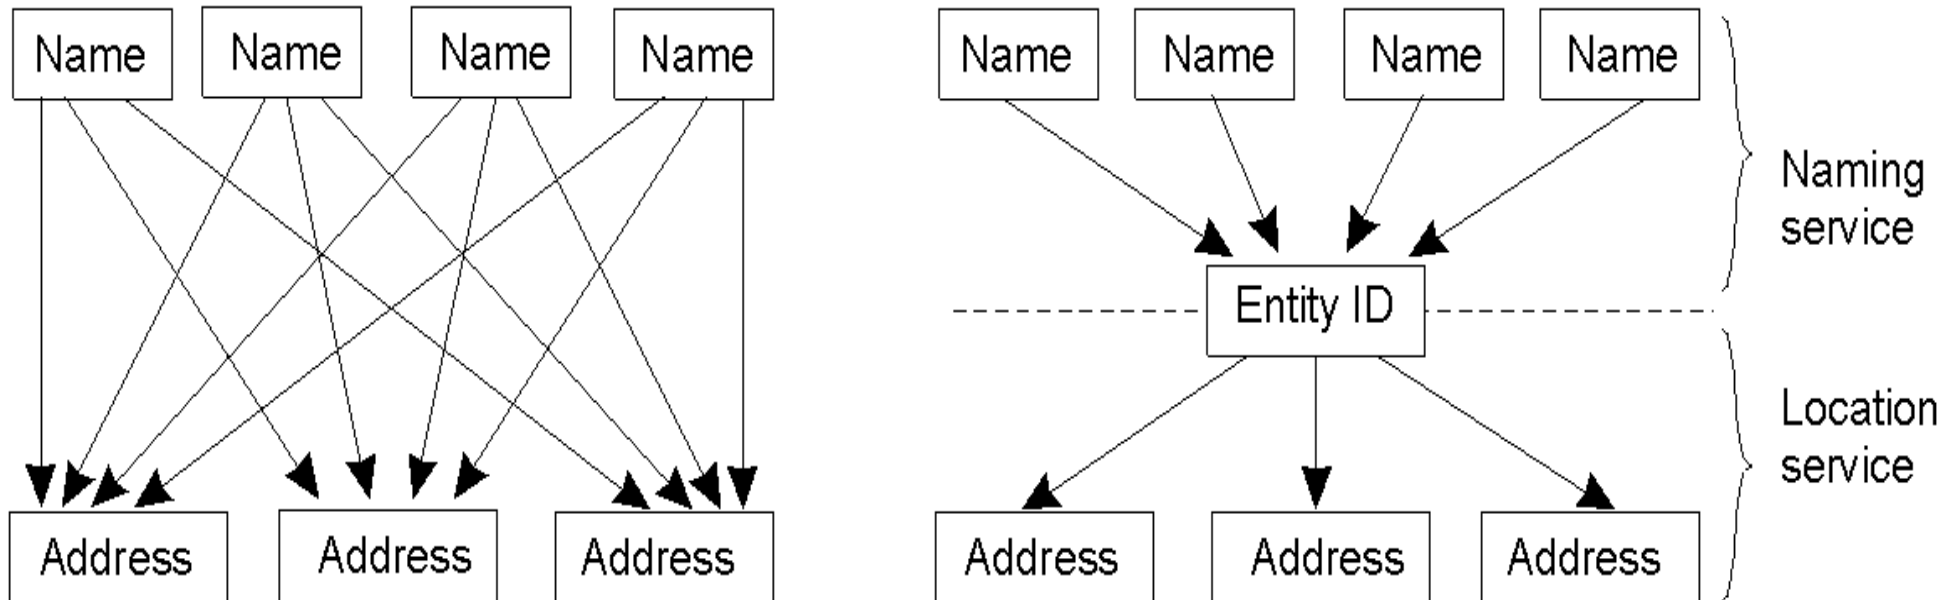 Name Name Name Name
Address Address Address
Name Name Name Name
Naming
service
Entity ID
Location
service
Address Address Address